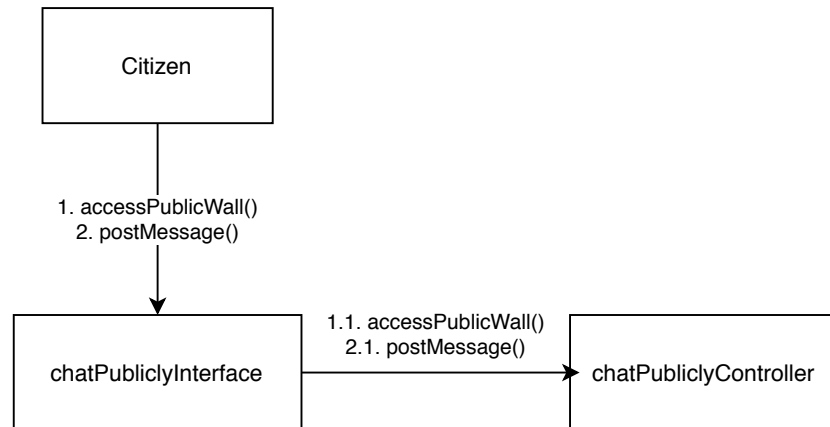 Citizen
1. accessPublicWall()
2. postMessage()
1.1. accessPublicWall()
2.1. postMessage()
chatPubliclyInterface
chatPubliclyController